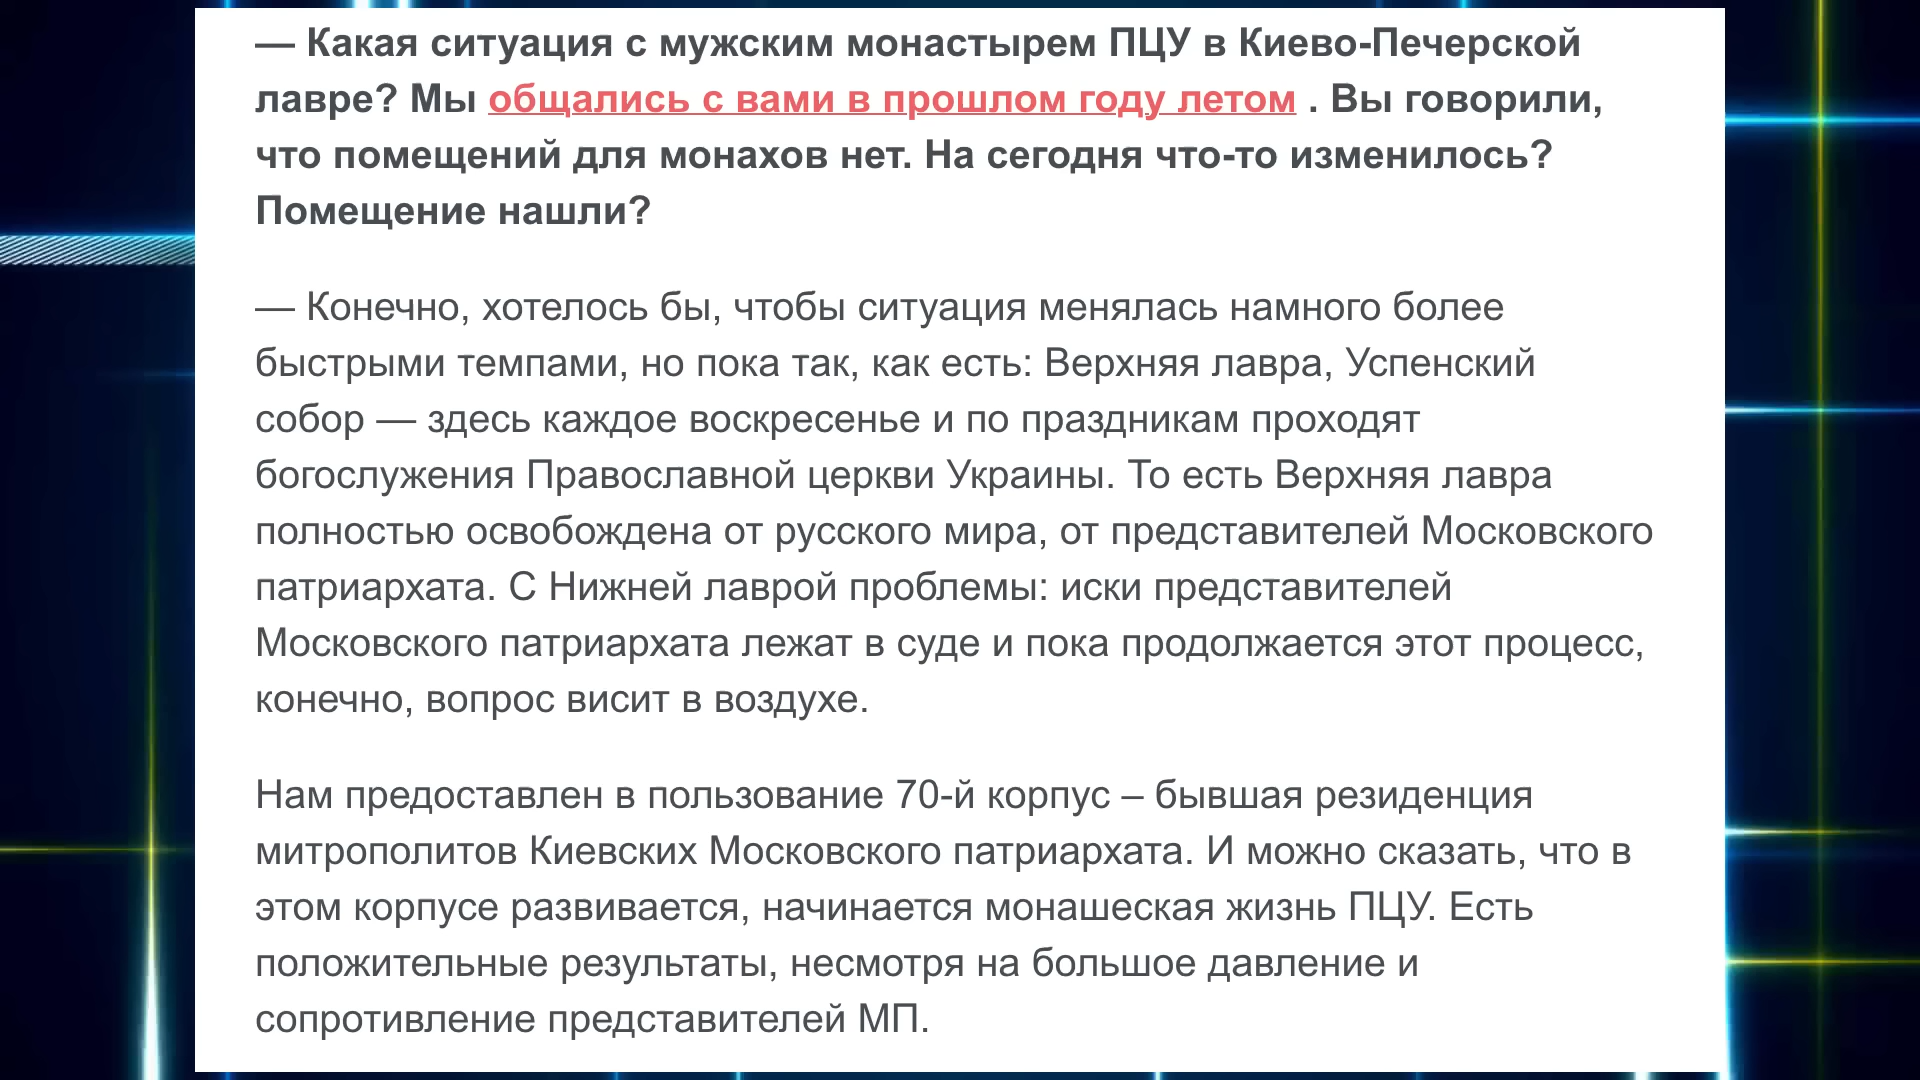 — Какая ситуация с мужским монастырем ПЦУ в Киево-Печерской
лавре? Мы общались с вами в прошлом году летом . Вы говорили,
что помещений для монахов нет. На сегодня что-то изменилось?
Помещение нашли?
— Конечно, хотелось бы, чтобы ситуация менялась намного более
быстрыми темпами, но пока так, как есть: Верхняя лавра, Успенский
собор — здесь каждое воскресенье и по праздникам проходят
богослужения Православной церкви Украины. То есть Верхняя лавра
полностью освобождена от русского мира, от представителей Московского
патриархата. С Нижней лаврой проблемы: иски представителей
Московского патриархата лежат в суде и пока продолжается этот процесс,
конечно, вопрос висит в воздухе.
Нам предоставлен в пользование 70-й корпус – бывшая резиденция
митрополитов Киевских Московского патриархата. И можно сказать, что в
этом корпусе развивается, начинается монашеская жизнь ПЦУ. Есть
положительные результаты, несмотря на большое давление и
сопротивление представителей МП.